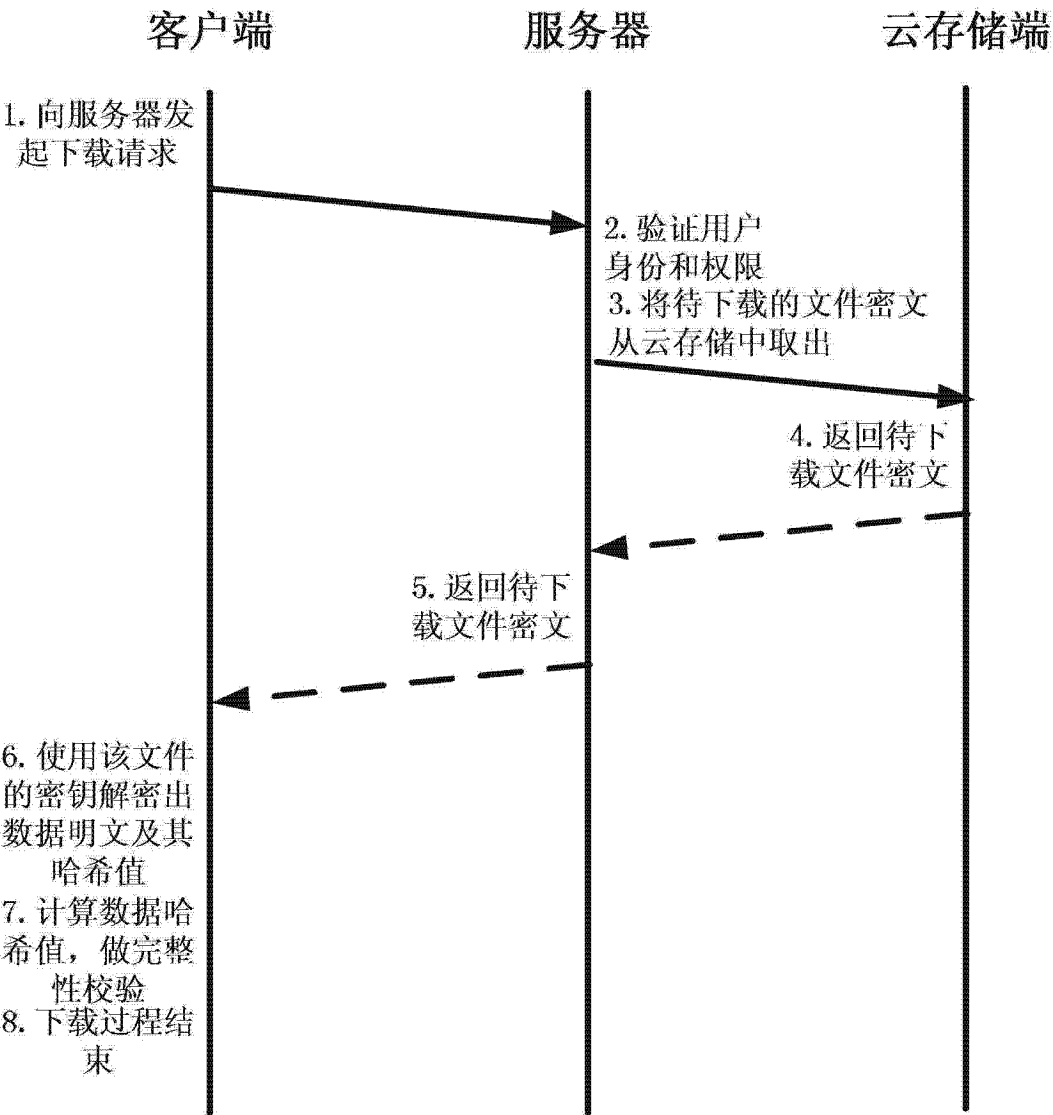 客户端
服务器
云存储端
1.向服务器发
起下载请求
2.验证用户
身份和权限
3.将待下载的文件密文
从云存储中取出
4.返回待下
载文件密文
5.返回待下
载文件密文
6.使用该文件
的密钥解密出
数据明文及其
哈希值
7.计算数据哈
希值，做完整
性校验
8.下载过程结
束